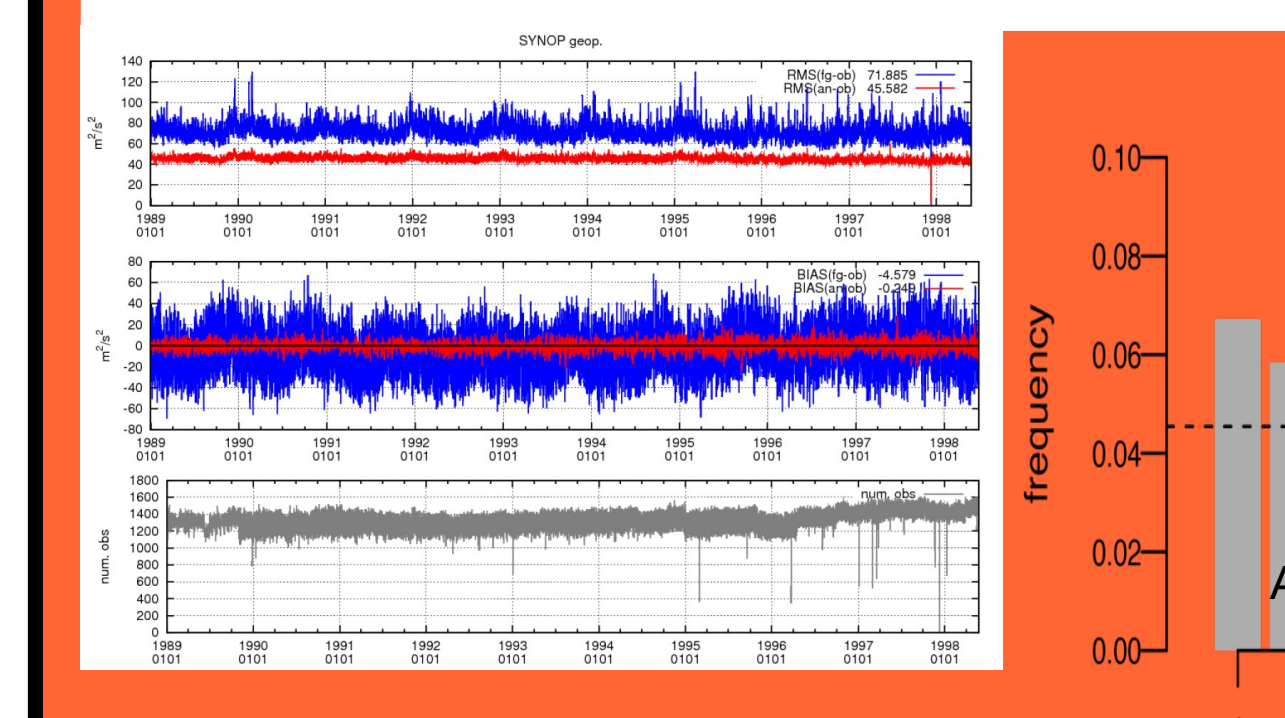 SYNOP geop.
140
120
100
80
60
40
20
0
m²/s²
RMS(fg-ob) 71.885
RMS(an-ob) 45.582
1989 1990 1991 1992 1993 1994 1995 1996 1997 1998
0101 0101 0101 0101 0101 0101 0101 0101 0101 0101
80
60
40
20
0
-20
-40
-60
-80
m²/s²
BIAS(fg-ob) -4.579
BIAS(an-ob) -0.249
1989 1990 1991 1992 1993 1994 1995 1996 1997 1998
0101 0101 0101 0101 0101 0101 0101 0101 0101 0101
1800
1600
1400
1200
1000
800
600
400
200
0
num. obs
num. obs
1989 1990 1991 1992 1993 1994 1995 1996 1997 1998
0101 0101 0101 0101 0101 0101 0101 0101 0101 0101
0.10
0.08
0.06
0.04
0.02
0.00
frequency
A